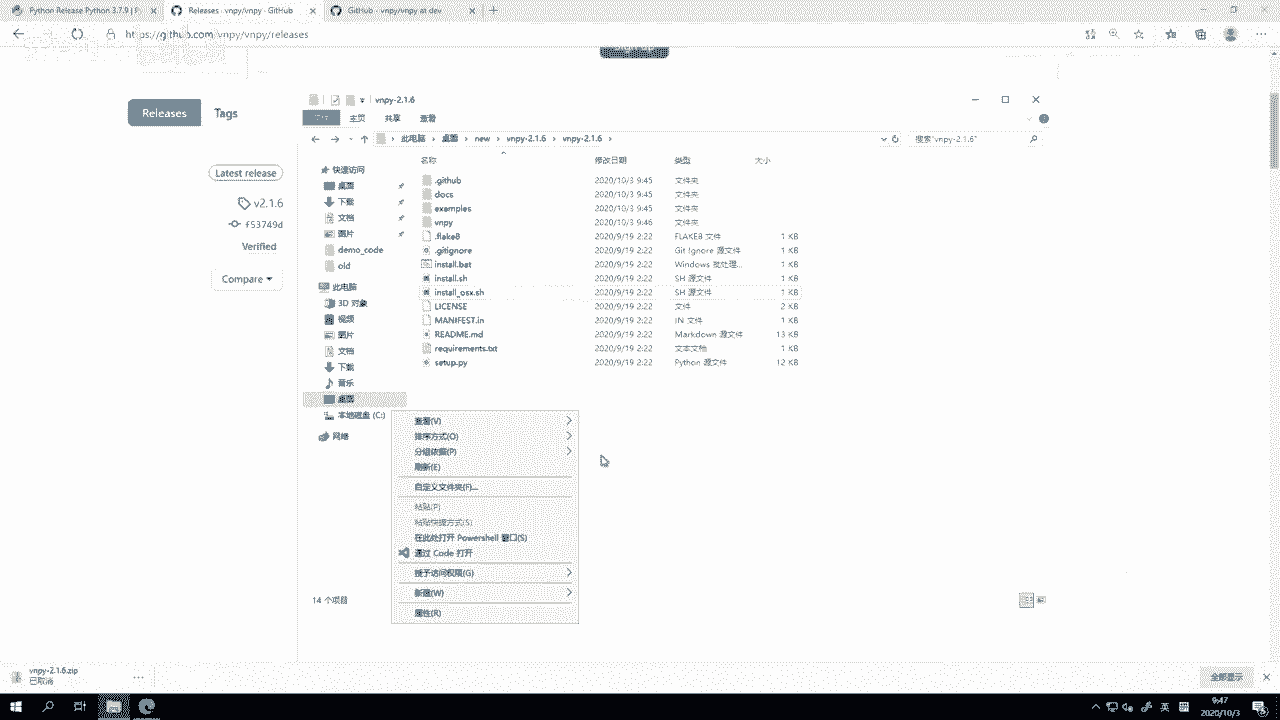 Python Release Python 3.7.9 | P
Releases · vnpy/vnpy · GitHub
GitHub - vnpy/vnpy at dev
https://github.com/vnpy/vnpy/releases
Releases
Tags
Latest release
v2.1.6
f53749d
Verified
Compare
vnpy-2.1.6
主页
共享
查看
此电脑 › 桌面 › new › vnpy-2.1.6 › vnpy-2.1.6 ›
搜索"vnpy-2.1.6"
名称 修改日期 类型 大小
快速访问
桌面
下载
文档
图片
demo_code
old
此电脑
3D 对象
视频
图片
文档
下载
音乐
桌面
本地磁盘 (C:)
网络
.github 2020/10/3 9:45 文件夹
docs 2020/10/3 9:45 文件夹
examples 2020/10/3 9:45 文件夹
vnpy 2020/10/3 9:46 文件夹
.flake8 2020/9/19 2:22 FLAKE8 文件 1 KB
.gitignore 2020/9/19 2:22 Git Ignore 源文件 1 KB
install.bat 2020/9/19 2:22 Windows 批处理... 1 KB
install.sh 2020/9/19 2:22 SH 源文件 1 KB
install_osx.sh 2020/9/19 2:22 SH 源文件 1 KB
LICENSE 2020/9/19 2:22 文件 2 KB
MANIFEST.in 2020/9/19 2:22 IN 文件 1 KB
README.md 2020/9/19 2:22 Markdown 源文件 13 KB
requirements.txt 2020/9/19 2:22 文本文档 1 KB
setup.py 2020/9/19 2:22 Python 源文件 12 KB
查看(V)
排序方式(O)
分组依据(P)
刷新(E)
自定义文件夹(F)...
粘贴(P)
粘贴快捷方式(S)
在此处打开 Powershell 窗口(S)
通过 Code 打开
授予访问权限(G)
新建(W)
属性(R)
14 个项目
vnpy-2.1.6.zip
已取消
全部显示
英
9:47
2020/10/3